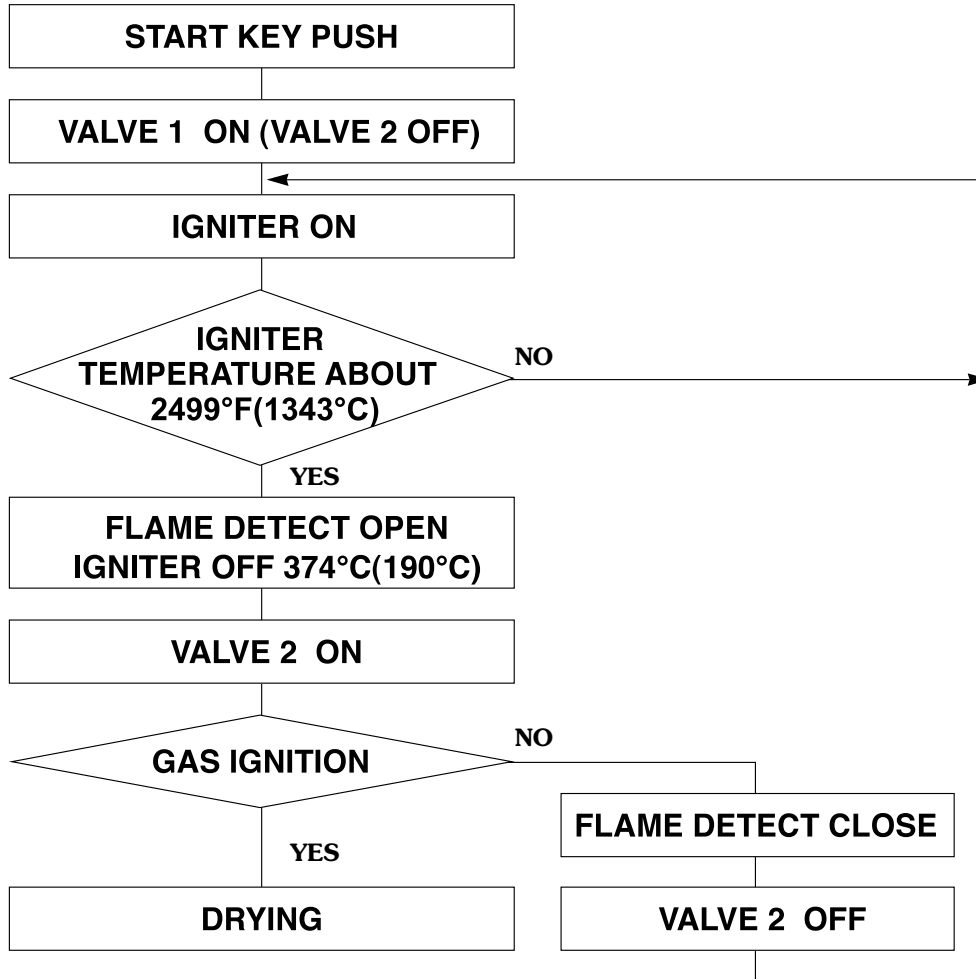 START KEY PUSH
VALVE 1 ON (VALVE 2 OFF)
IGNITER ON
IGNITER
TEMPERATURE ABOUT
2499°F(1343°C)
NO
YES
FLAME DETECT OPEN
IGNITER OFF 374°C(190°C)
VALVE 2 ON
GAS IGNITION
NO
FLAME DETECT CLOSE
YES
DRYING
VALVE 2 OFF